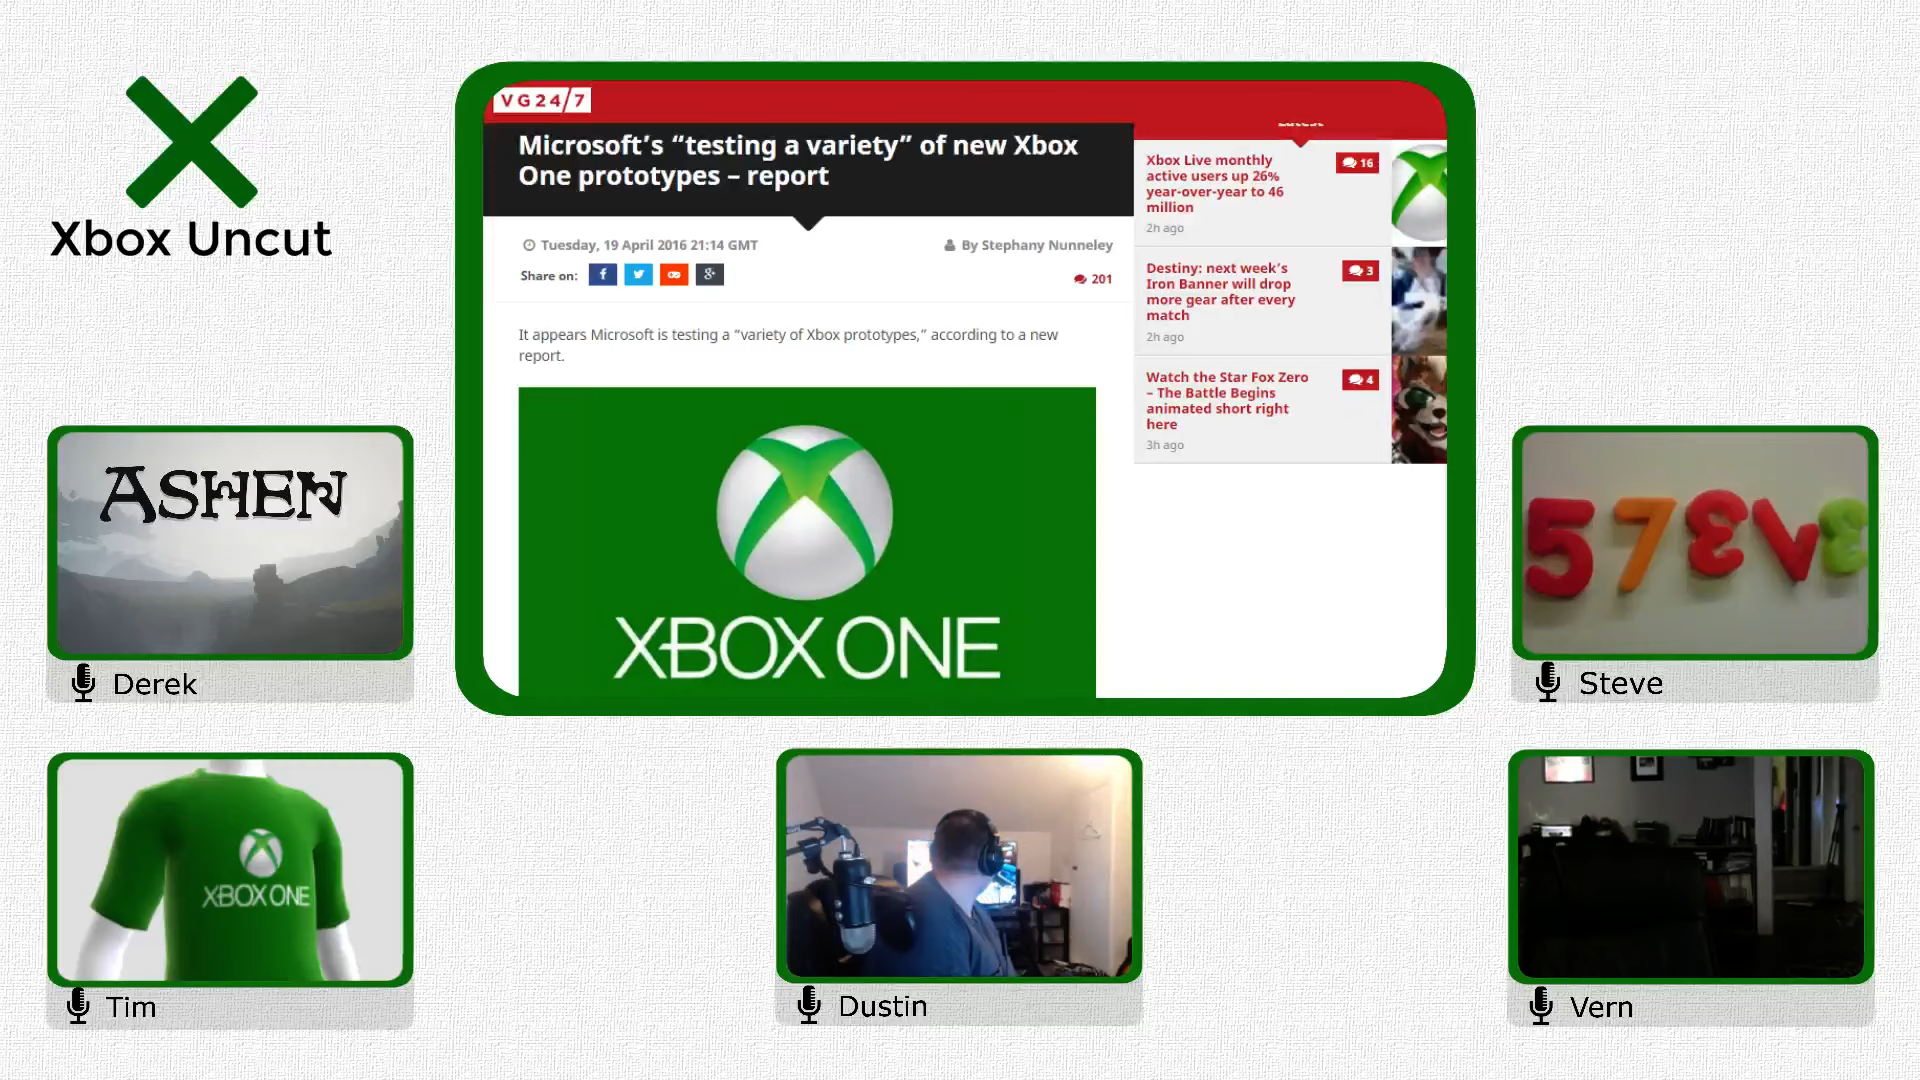 Xbox Uncut
VG24/7
Microsoft’s “testing a variety” of new Xbox
One prototypes – report
Tuesday, 19 April 2016 21:14 GMT
By Stephany Nunneley
Share on:
201
It appears Microsoft is testing a “variety of Xbox prototypes,” according to a new
report.
XBOX ONE
Xbox Live monthly
active users up 26%
year-over-year to 46
million
16
2h ago
Destiny: next week’s
Iron Banner will drop
more gear after every
match
3
2h ago
Watch the Star Fox Zero
– The Battle Begins
animated short right
here
4
3h ago
ASHEN
Derek
57EVE
Steve
XBOX ONE
Tim
Dustin
Vern